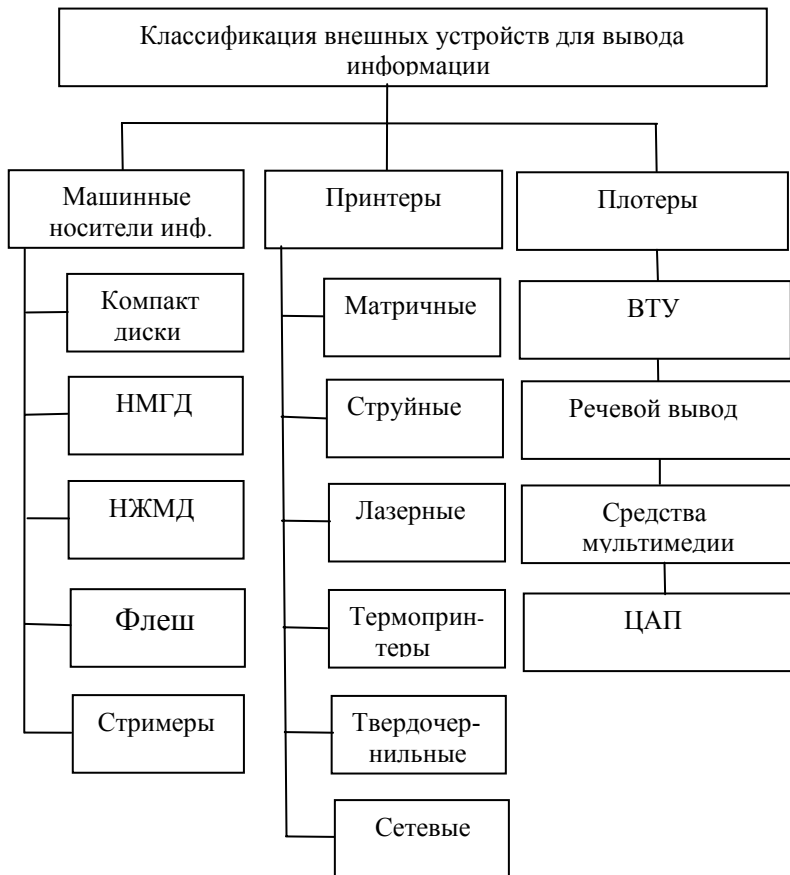 Классификация внешних устройств для вывода
информации
Машинные
носители инф.
Компакт
диски
НМГД
НЖМД
Флеш
Стримеры
Принтеры
Матричные
Струйные
Лазерные
Термоприн-
теры
Твердочер-
нильные
Сетевые
Плотеры
ВТУ
Речевой вывод
Средства
мультимедии
ЦАП